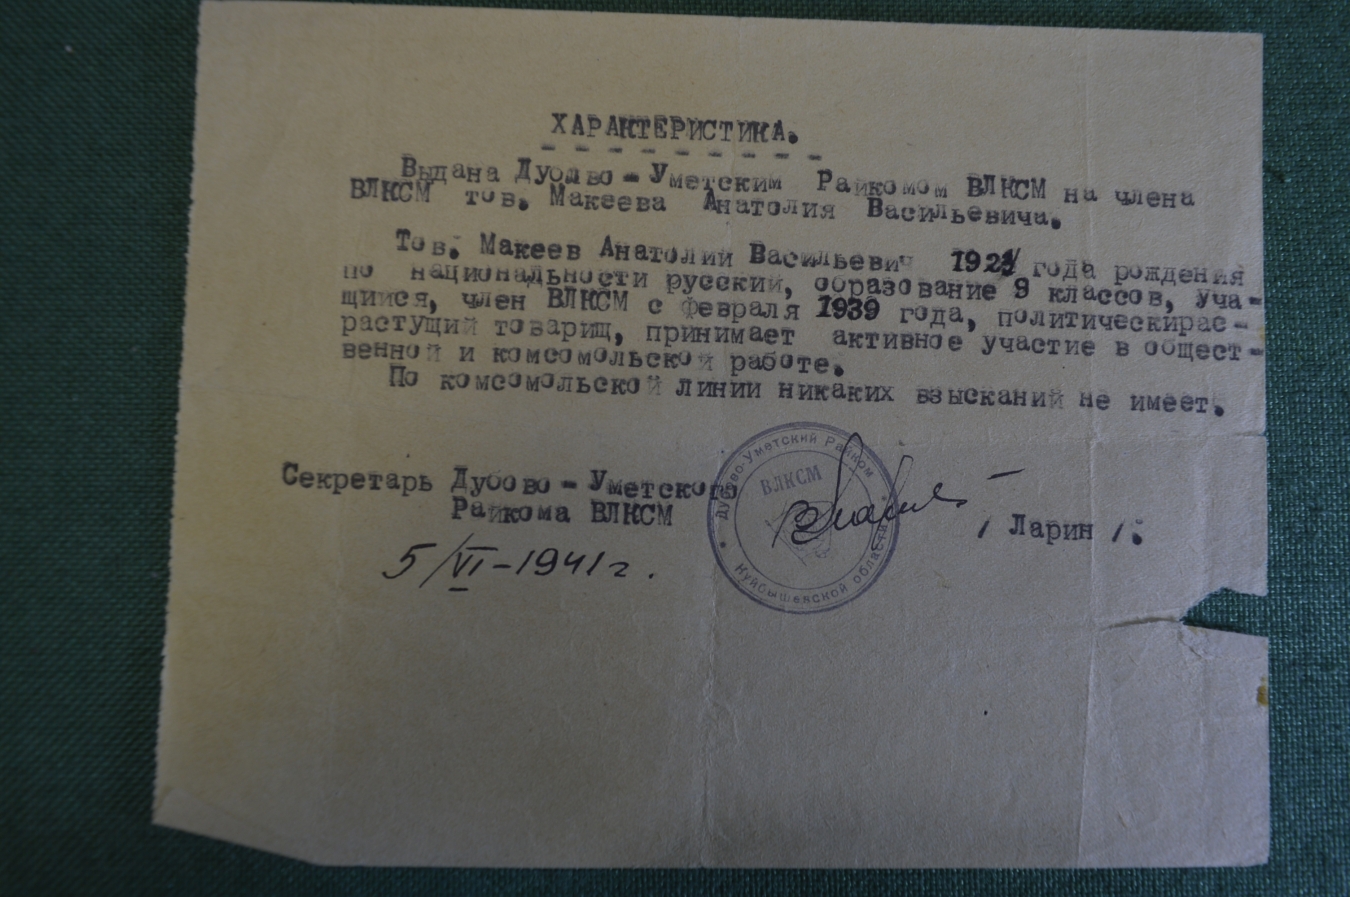 ХАРАКТЕРИСТИКА.
Выдана Дубово-Уметским Райкомом ВЛКСМ на члена
ВЛКСМ тов. Макеева Анатолия Васильевича.
Тов. Макеев Анатолий Васильевич года рождения
по национальности русский, образование 9 классов, уча-
щийся, член ВЛКСМ с февраля 1939 года, политическирас-
растущий товарищ, принимает активное участие в общест-
венной и комсомольской работе.
По комсомольской линии никаких взысканий не имеет.
Секретарь Дубово-Уметского
Райкома ВЛКСМ
/ Ларин /.
5/VI-1941 г.
Дубово-Уметский Райком
ВЛКСМ
Куйбышевской области